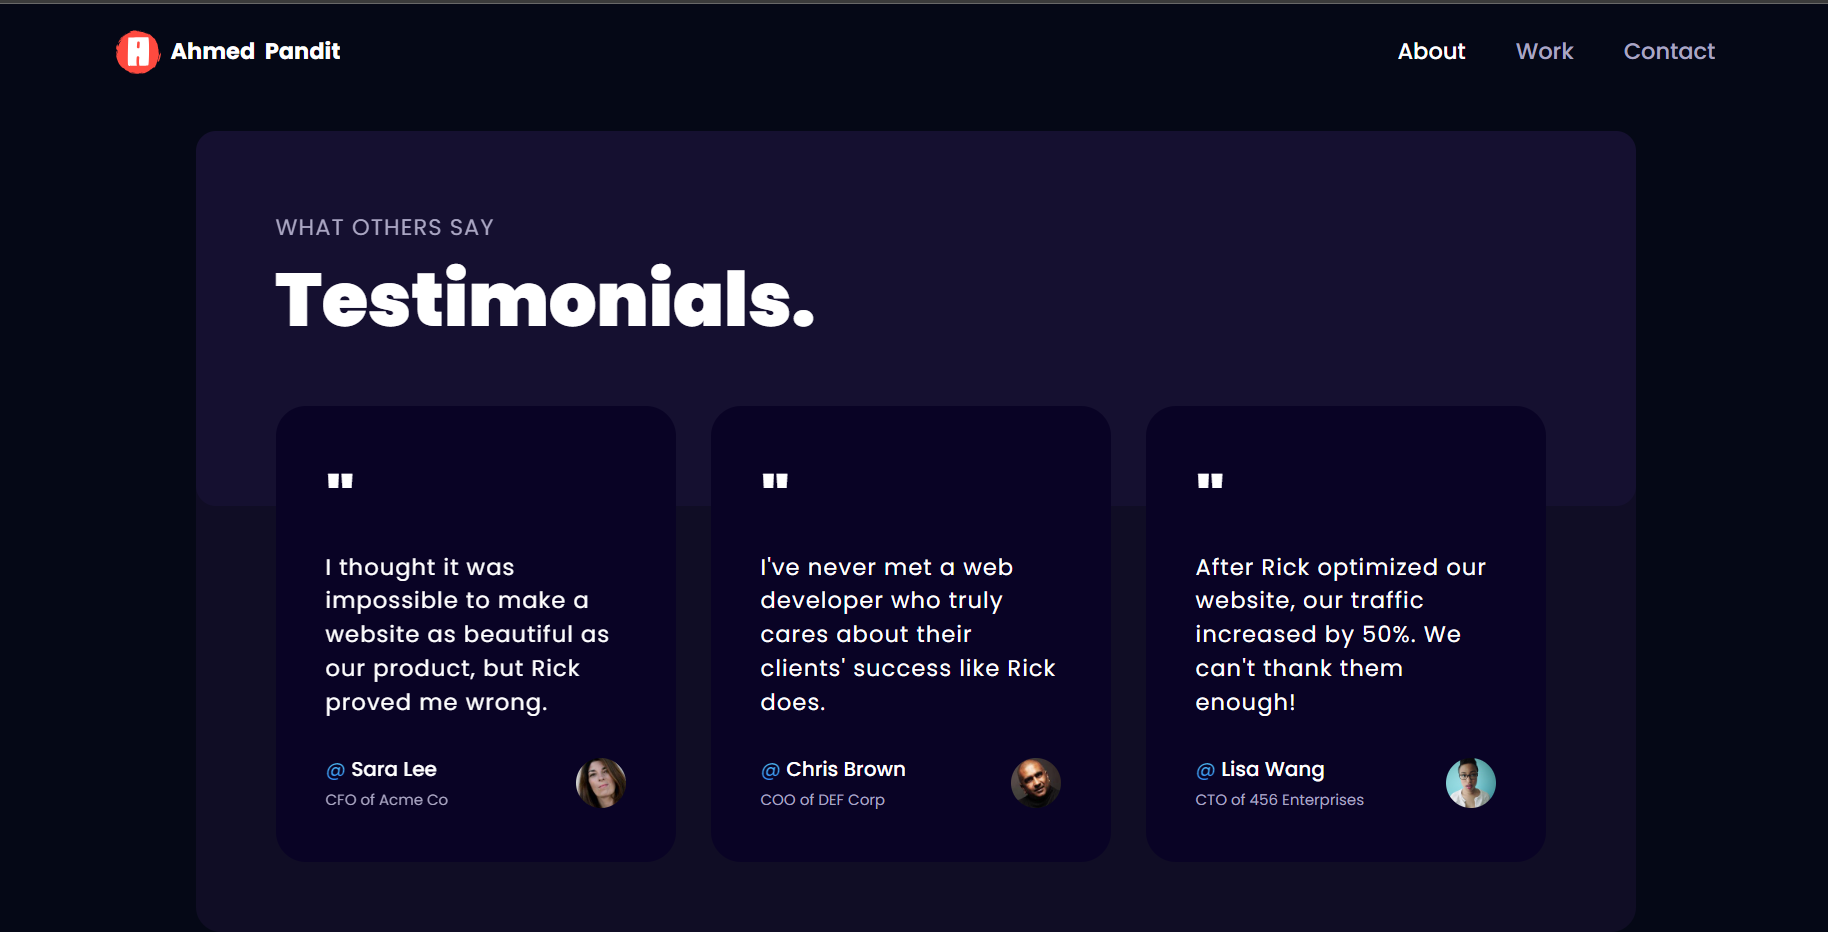 A Ahmed Pandit
About Work Contact
WHAT OTHERS SAY
Testimonials.
"
I thought it was
impossible to make a
website as beautiful as
our product, but Rick
proved me wrong.
@ Sara Lee
CFO of Acme Co
"
I've never met a web
developer who truly
cares about their
clients' success like Rick
does.
@ Chris Brown
COO of DEF Corp
"
After Rick optimized our
website, our traffic
increased by 50%. We
can't thank them
enough!
@ Lisa Wang
CTO of 456 Enterprises